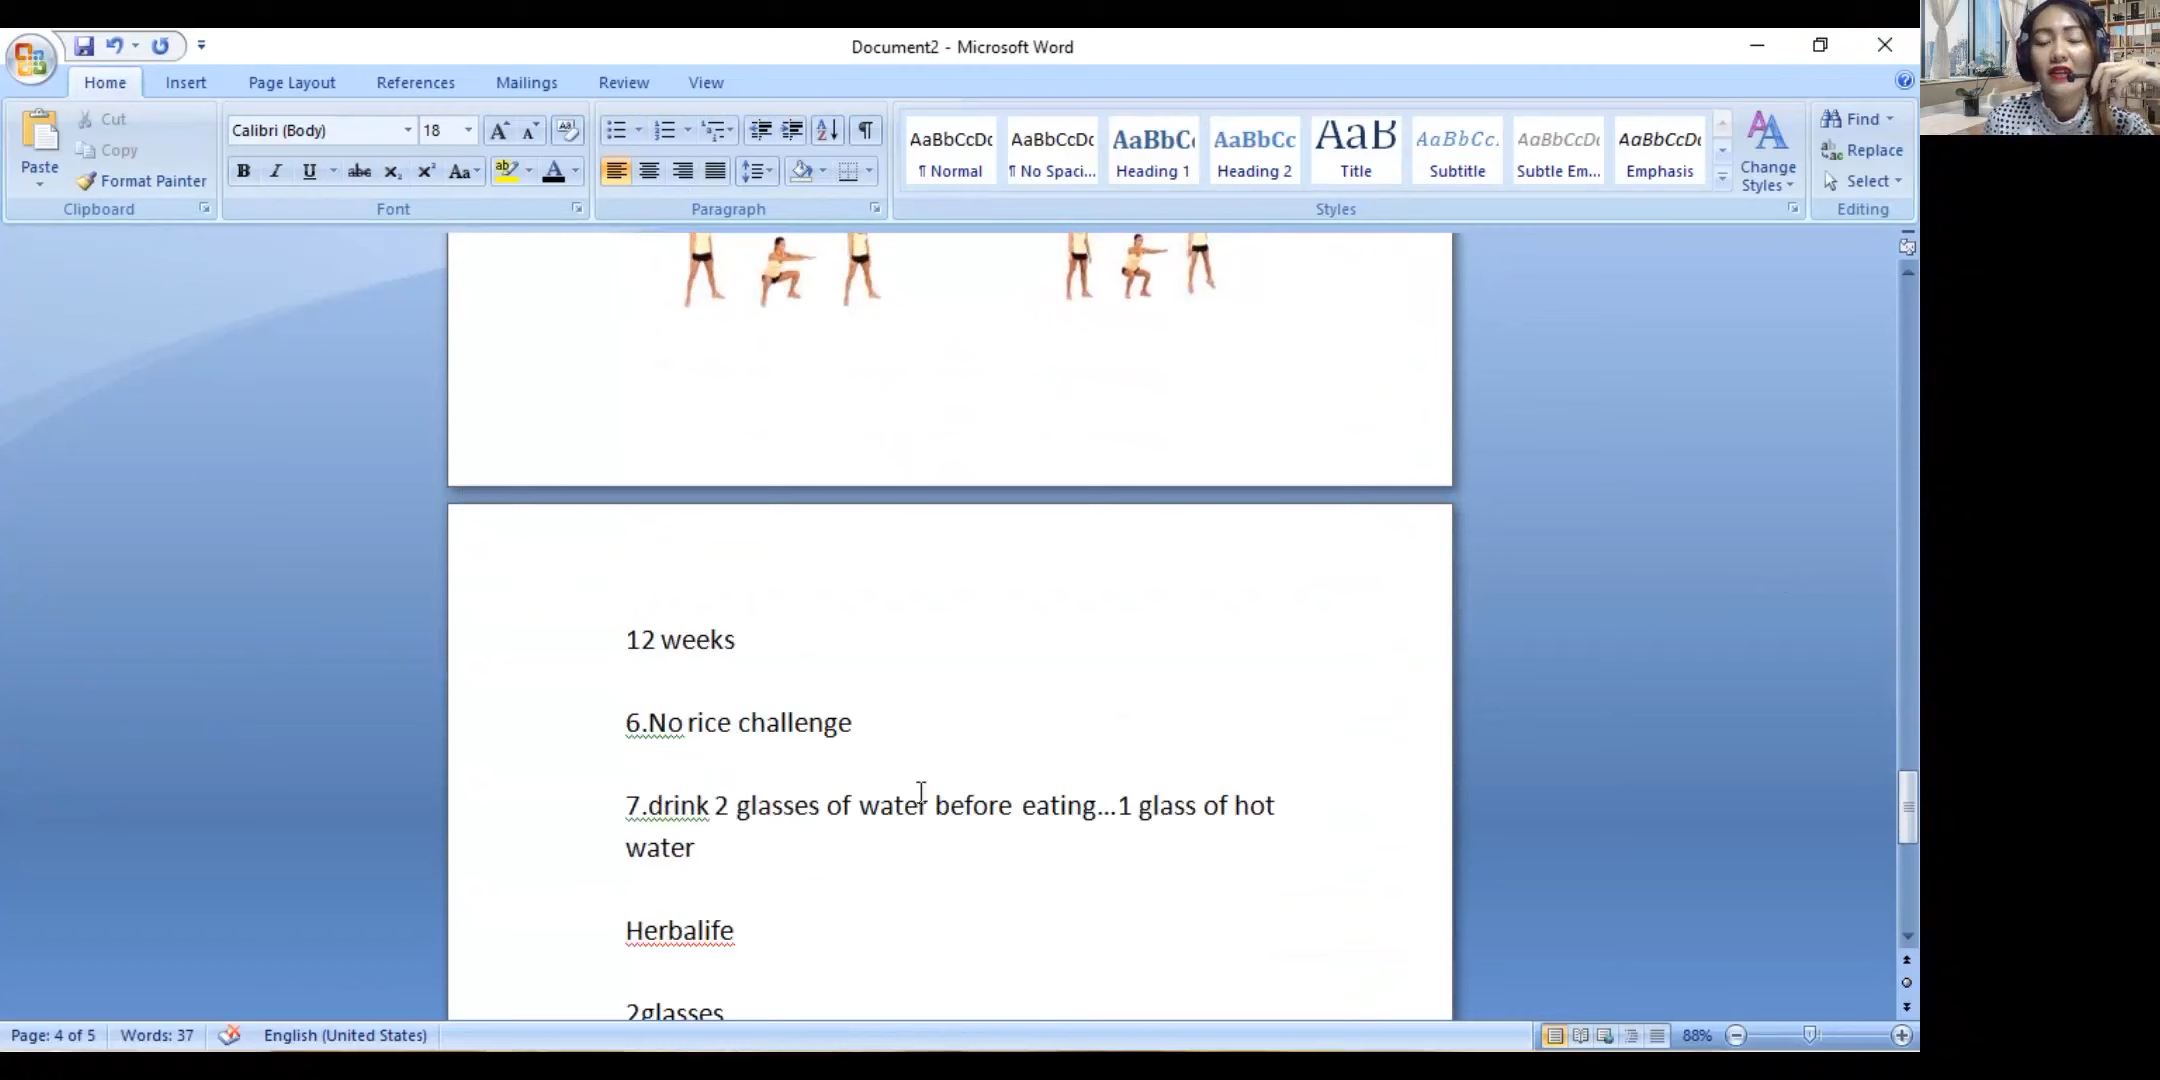 Document2 - Microsoft Word
Home Insert Page Layout References Mailings Review View
Paste
Cut
Copy
Format Painter
Clipboard
Calibri (Body) 18
Font
Paragraph
AaBbCcDc AaBbCcDc AaBbC AaBbCc AaB AaBbCc. AaBbCcDc AaBbCcDc
¶ Normal ¶ No Spaci... Heading 1 Heading 2 Title Subtitle Subtle Em... Emphasis
Change Styles
Styles
Find
Replace
Select
Editing
12 weeks
6.No rice challenge
7.drink 2 glasses of water before eating...1 glass of hot
water
Herbalife
2glasses
Page: 4 of 5 Words: 37 English (United States) 88%